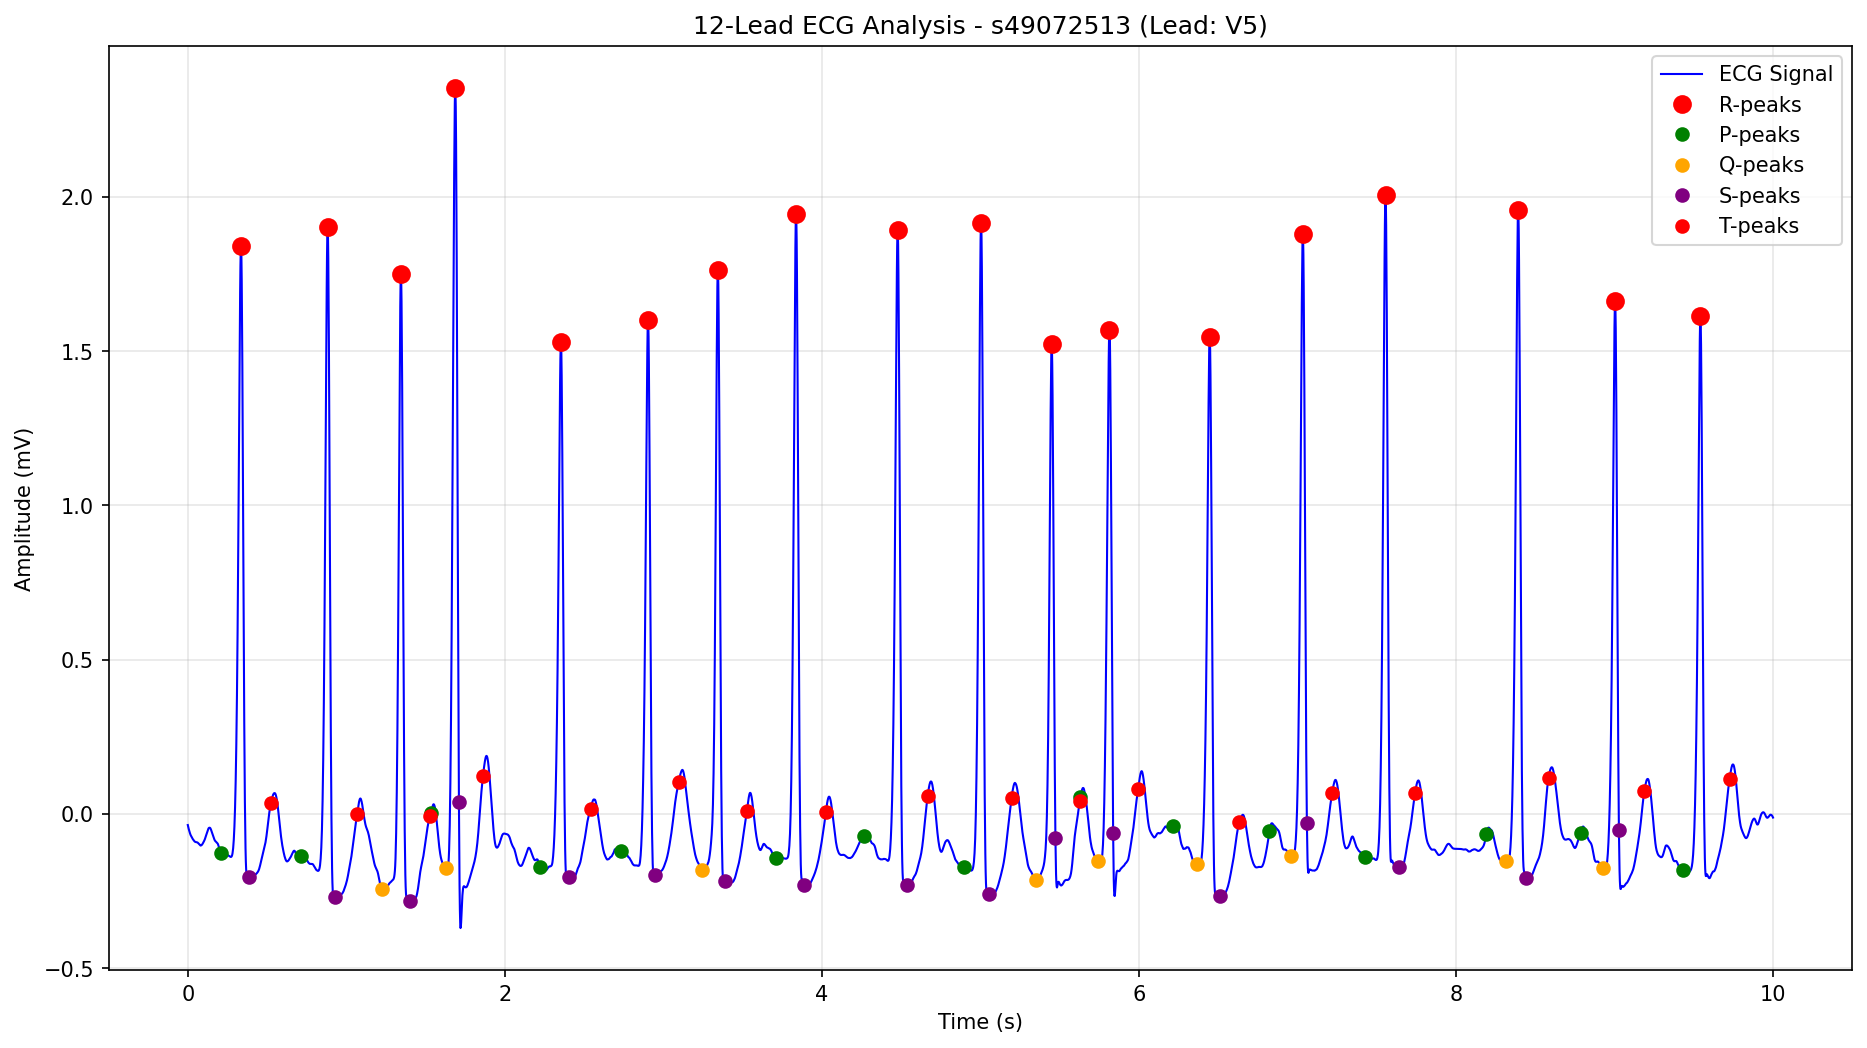 12-Lead ECG Analysis - s49072513 (Lead: V5)
ECG Signal
R-peaks
P-peaks
Q-peaks
S-peaks
T-peaks
Amplitude (mV)
2.0
1.5
1.0
0.5
0.0
−0.5
0 2 4 6 8 10
Time (s)